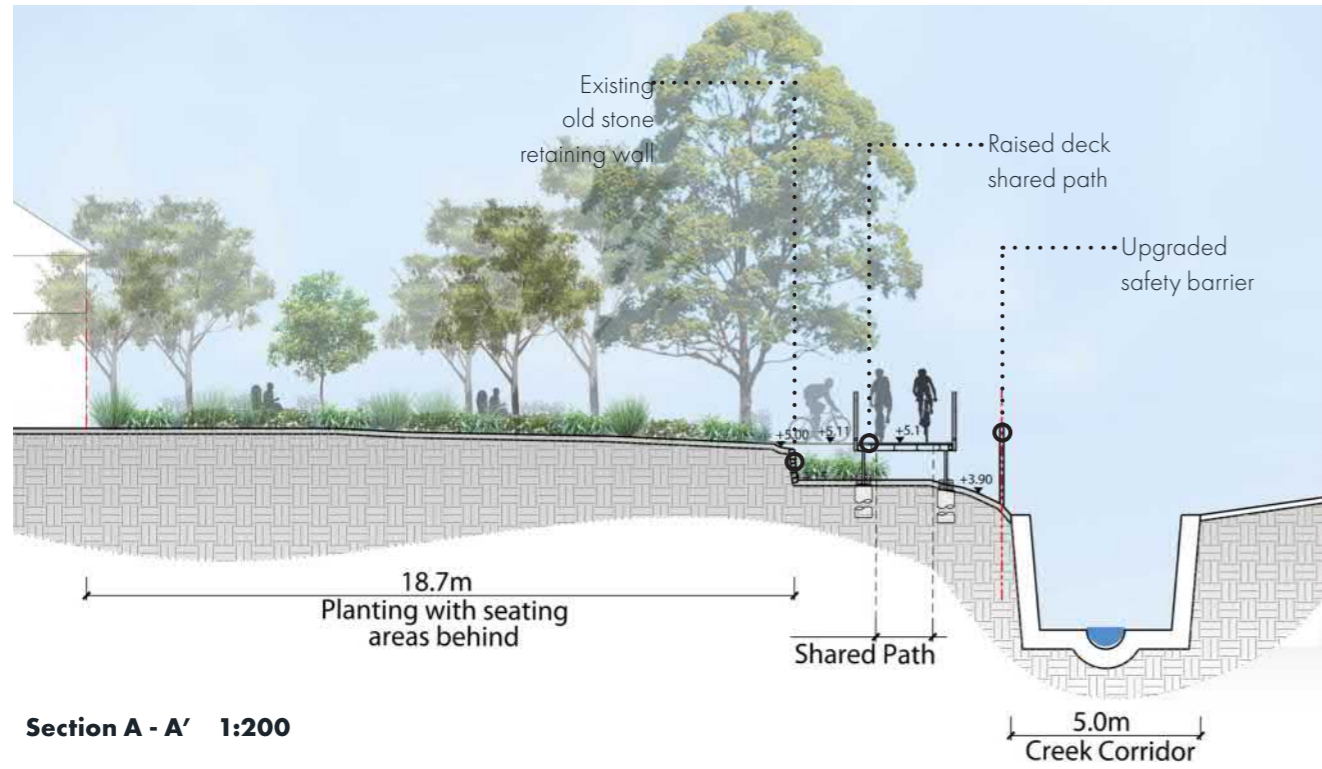 Existing
old stone
retaining wall
Raised deck
shared path
Upgraded
safety barrier
+5.00
+5.11
+5.11
+3.90
18.7m
Planting with seating
areas behind
Shared Path
5.0m
Creek Corridor
Section A - A’ 1:200